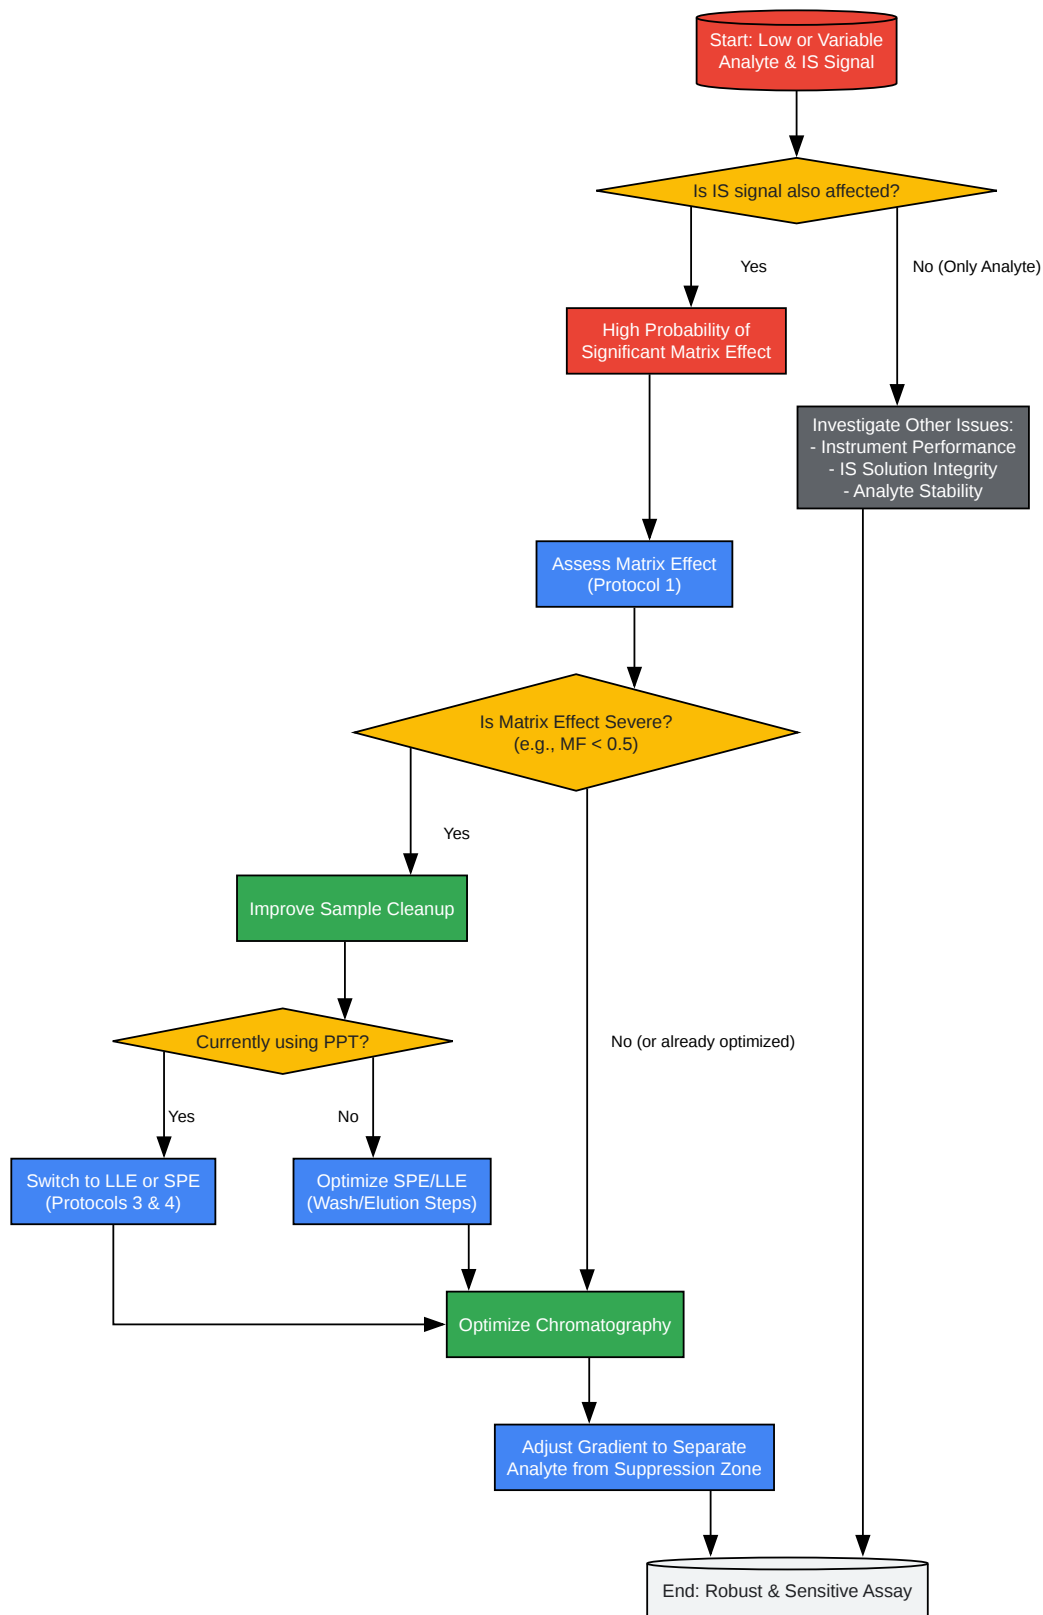 Start: Low or Variable
Analyte & IS Signal
Is IS signal also affected?
Yes
No (Only Analyte)
High Probability of
Significant Matrix Effect
Investigate Other Issues:
- Instrument Performance
- IS Solution Integrity
- Analyte Stability
Assess Matrix Effect
(Protocol 1)
Is Matrix Effect Severe?
(e.g., MF < 0.5)
Yes
Improve Sample Cleanup
Currently using PPT?
No (or already optimized)
Yes
No
Switch to LLE or SPE
(Protocols 3 & 4)
Optimize SPE/LLE
(Wash/Elution Steps)
Optimize Chromatography
Adjust Gradient to Separate
Analyte from Suppression Zone
End: Robust & Sensitive Assay